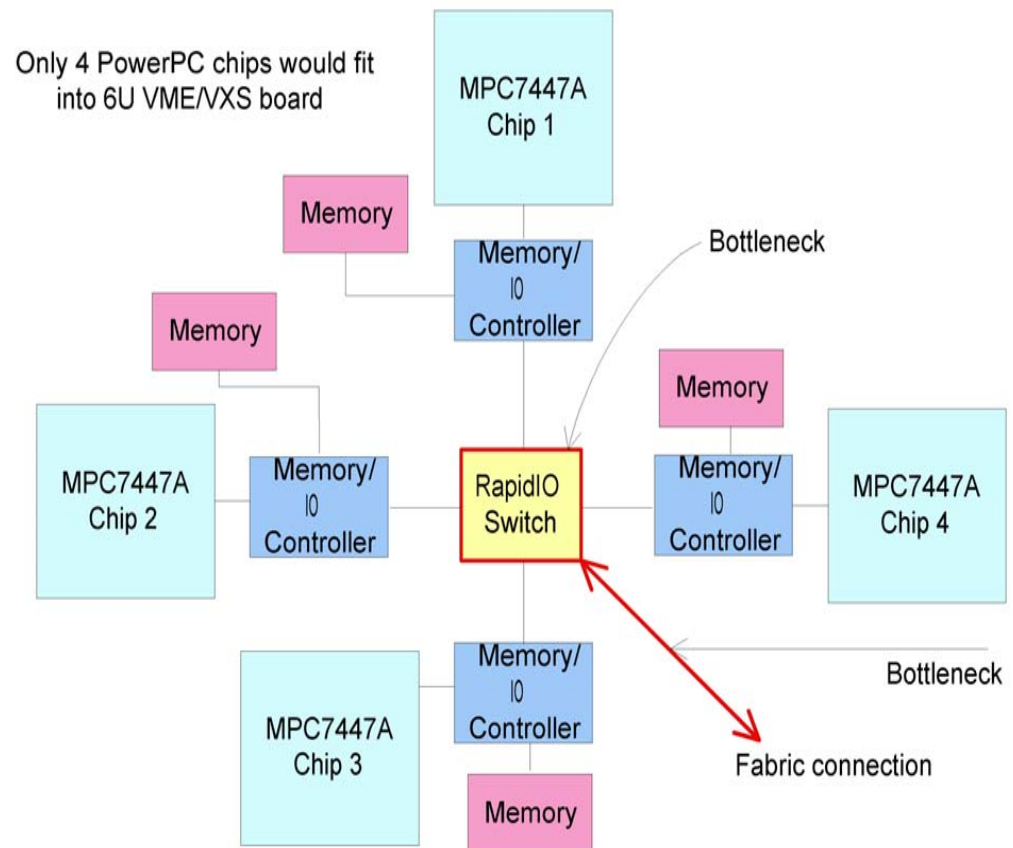 Only 4 PowerPC chips would fit
into 6U VME/VXS board
MPC7447A
Chip 1
Memory
Memory/
IO
Controller
Bottleneck
Memory
Memory
MPC7447A
Chip 2
Memory/
IO
Controller
RapidIO
Switch
Memory/
IO
Controller
MPC7447A
Chip 4
MPC7447A
Chip 3
Memory/
IO
Controller
Bottleneck
Memory
Fabric connection